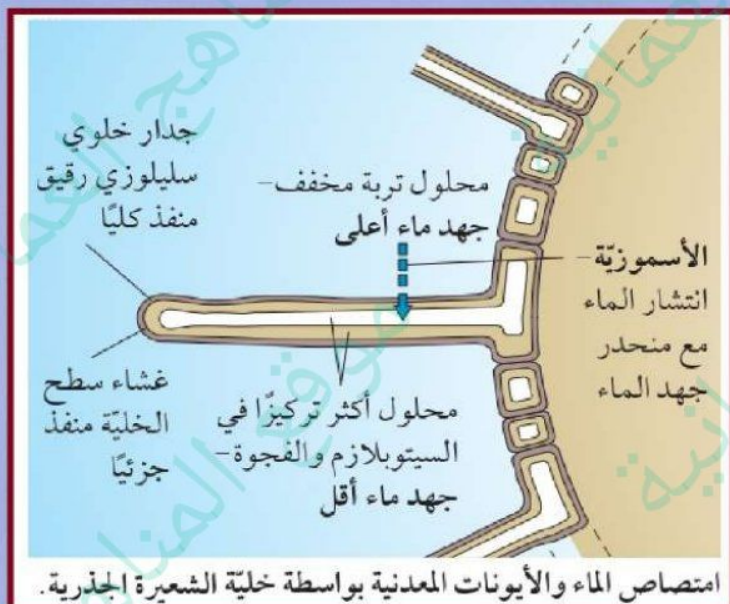 جدار خلوي
سليلوزي رقيق
منفذ كليًا
محلول تربة مخفف–
جهد ماء أعلى
الأسموزيّة–
انتشار الماء
مع منحدر
جهد الماء
غشاء سطح
الخليّة منفذ
جزئيًا
محلول أكثر تركيزًا في
السيتوبلازم والفجوة–
جهد ماء أقل
امتصاص الماء والأيونات المعدنية بواسطة خليّة الشعيرة الجذرية.
موقع المناهج